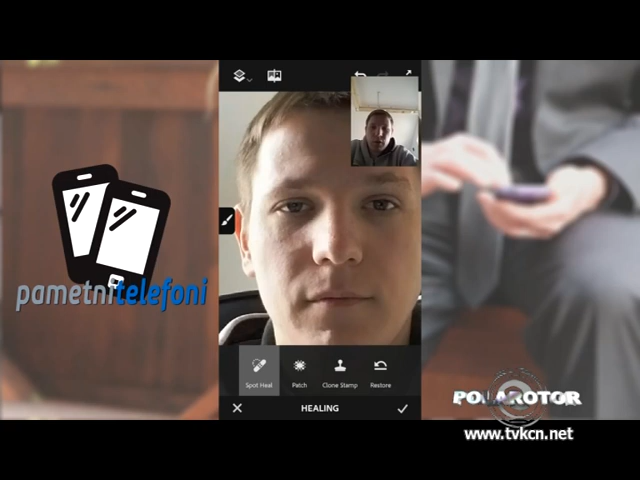 pametnitelefoni
Spot Heal
Patch
Clone Stamp
Restore
HEALING
POLAROTOR
www.tvkcn.net